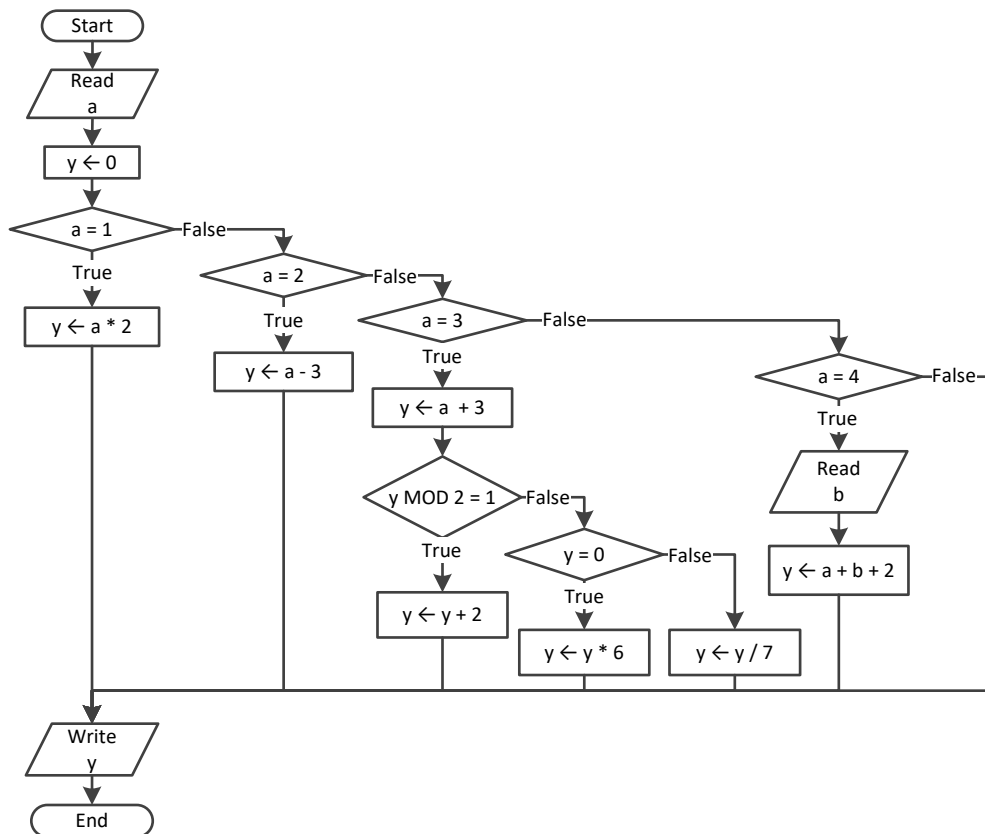 Start
Read
a
y ← 0
a = 1
False
True
y ← a * 2
a = 2
False
True
y ← a - 3
a = 3
False
True
y ← a + 3
y MOD 2 = 1
False
True
y ← y + 2
y = 0
False
True
y ← y * 6
y ← y / 7
a = 4
False
True
Read
b
y ← a + b + 2
Write
y
End